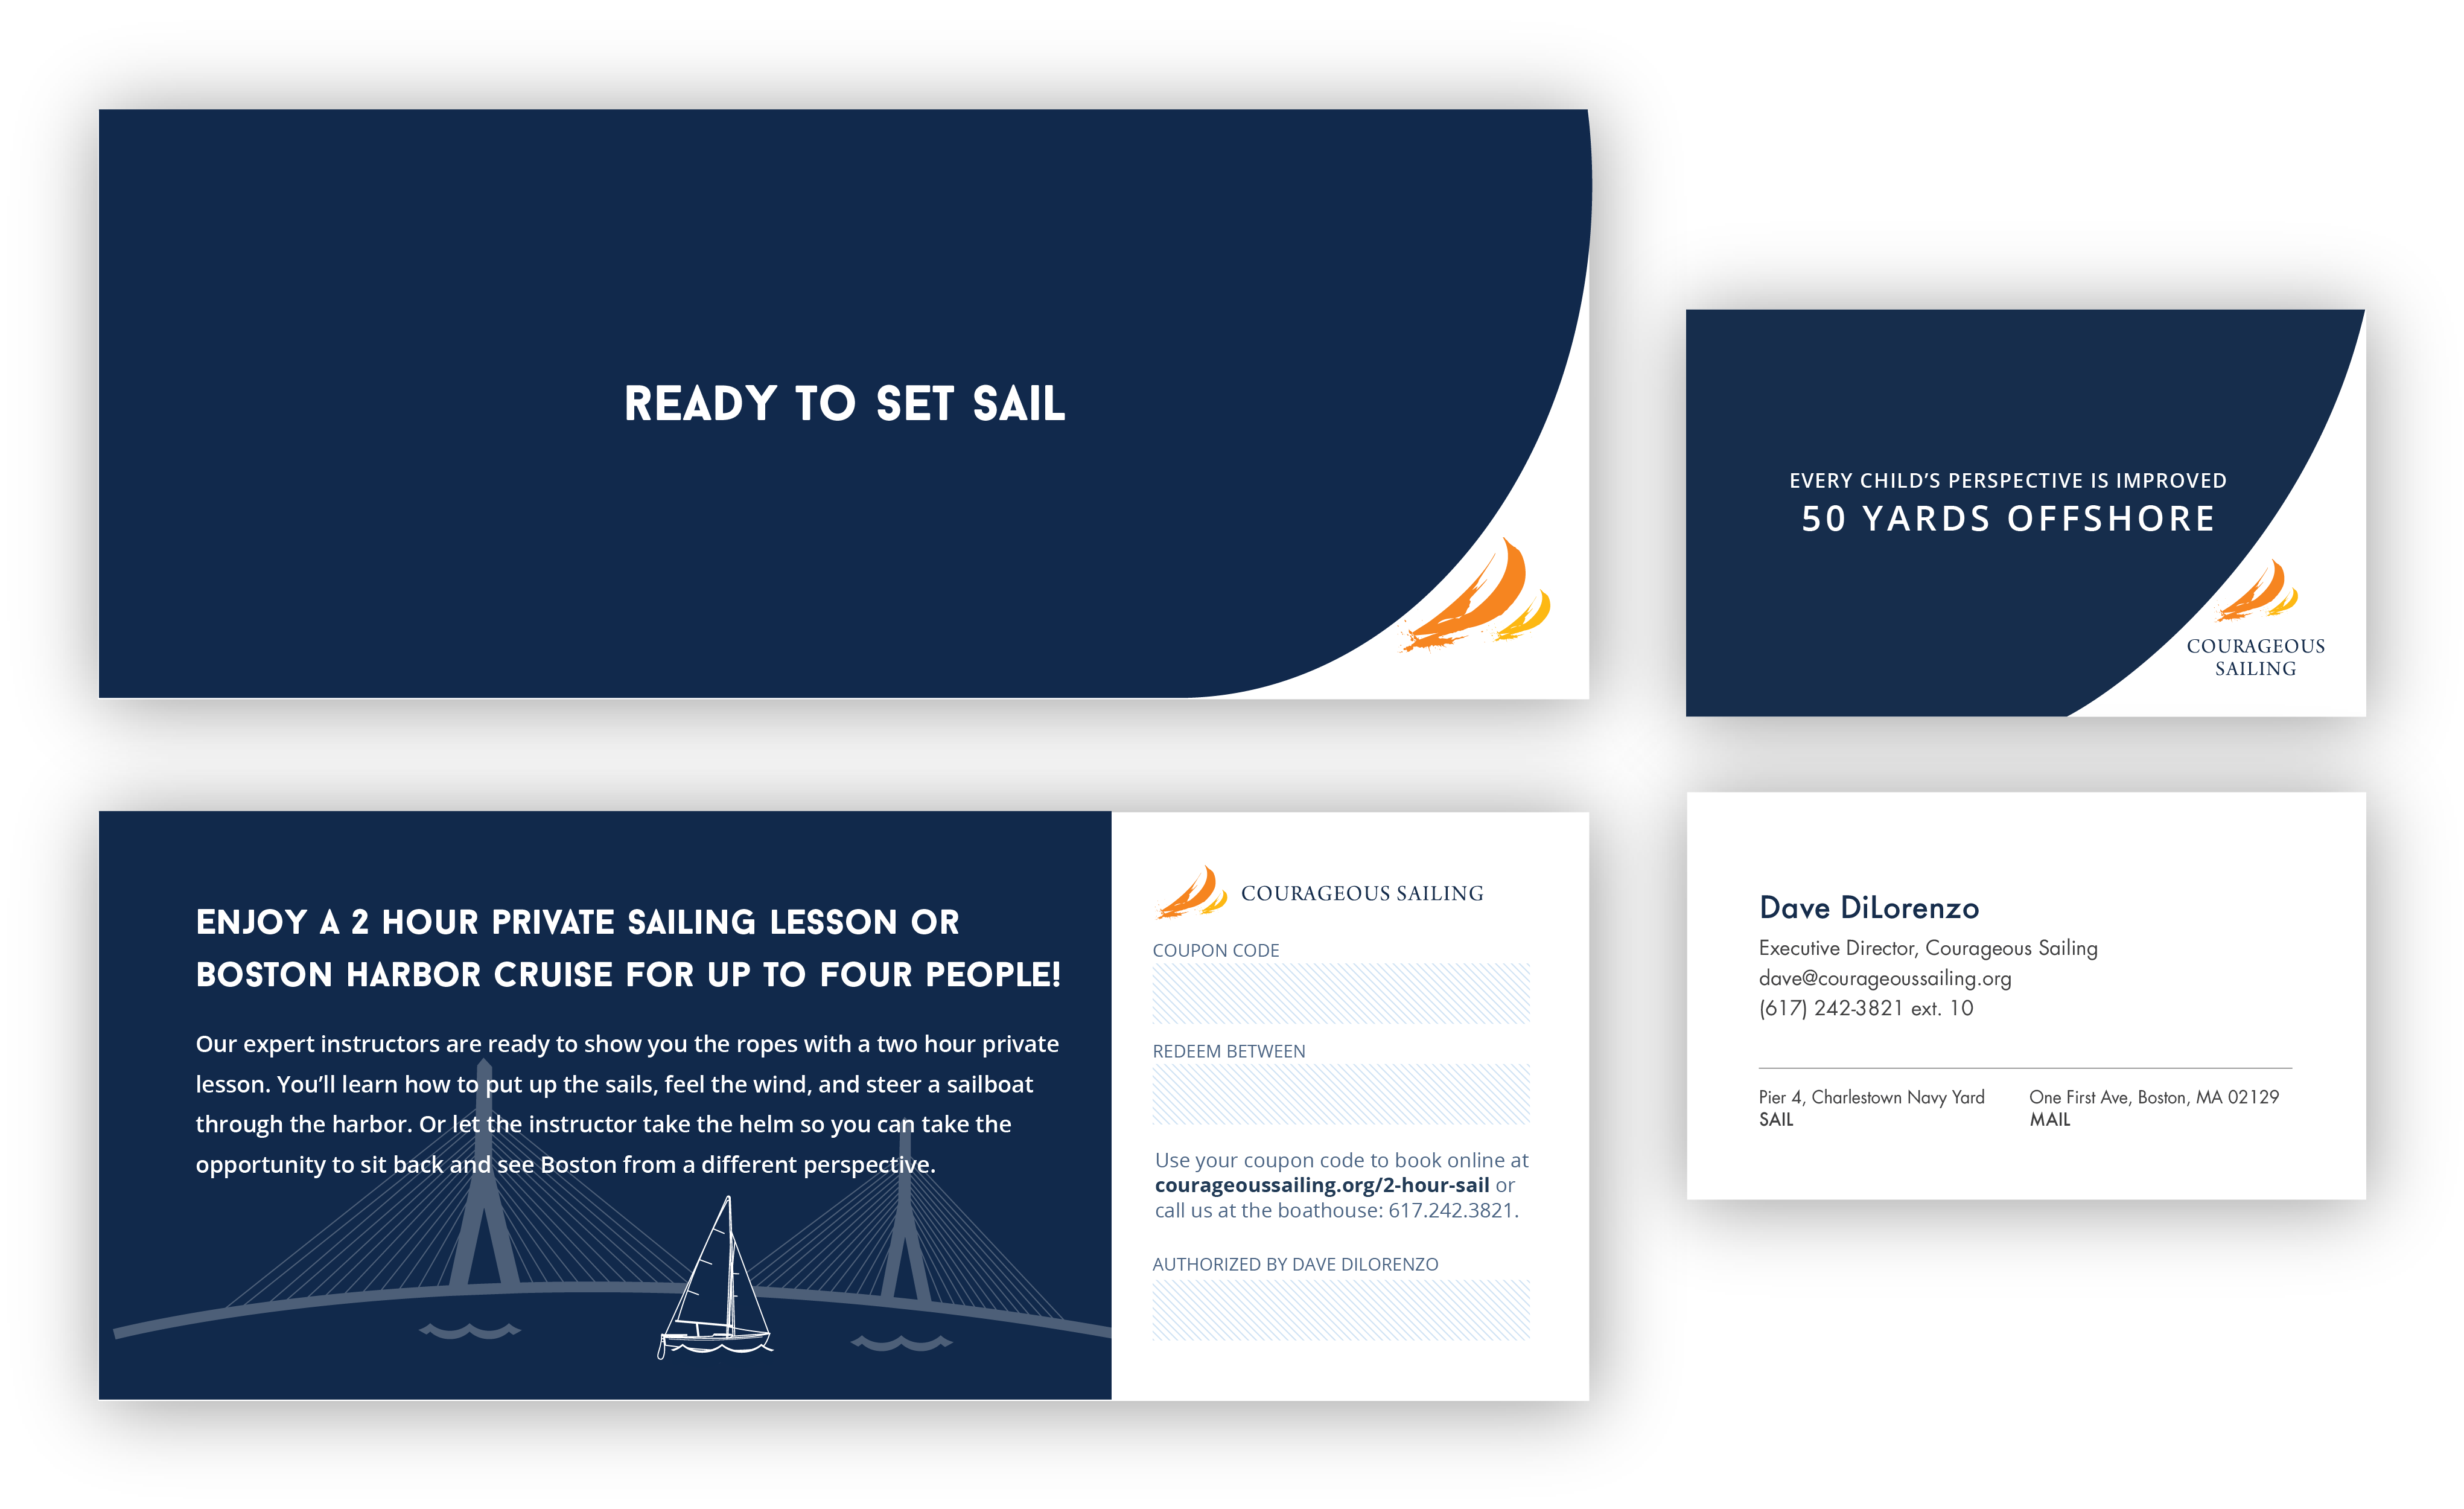 READY TO SET SAIL
EVERY CHILD’S PERSPECTIVE IS IMPROVED
50 YARDS OFFSHORE
COURAGEOUS
SAILING
ENJOY A 2 HOUR PRIVATE SAILING LESSON OR
BOSTON HARBOR CRUISE FOR UP TO FOUR PEOPLE!
Our expert instructors are ready to show you the ropes with a two hour private
lesson. You’ll learn how to put up the sails, feel the wind, and steer a sailboat
through the harbor. Or let the instructor take the helm so you can take the
opportunity to sit back and see Boston from a different perspective.
COURAGEOUS SAILING
COUPON CODE
REDEEM BETWEEN
Use your coupon code to book online at
courageoussailing.org/2-hour-sail or
call us at the boathouse: 617.242.3821.
AUTHORIZED BY DAVE DILORENZO
Dave DiLorenzo
Executive Director, Courageous Sailing
dave@courageoussailing.org
(617) 242-3821 ext. 10
Pier 4, Charlestown Navy Yard
SAIL
One First Ave, Boston, MA 02129
MAIL